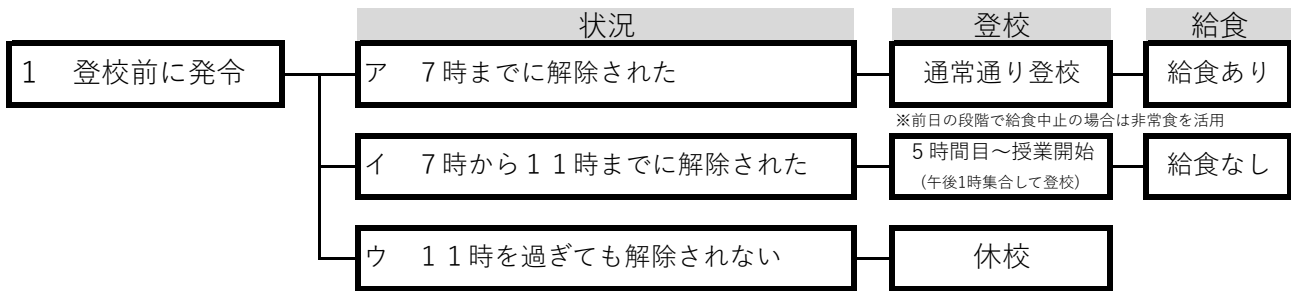 状況 登校 給食
1 登校前に発令 ア 7時までに解除された 通常通り登校 給食あり
※前日の段階で給食中止の場合は非常食を活用
イ 7時から11時までに解除された 5時間目～授業開始 給食なし
(午後1時集合して登校)
ウ 11時を過ぎても解除されない 休校